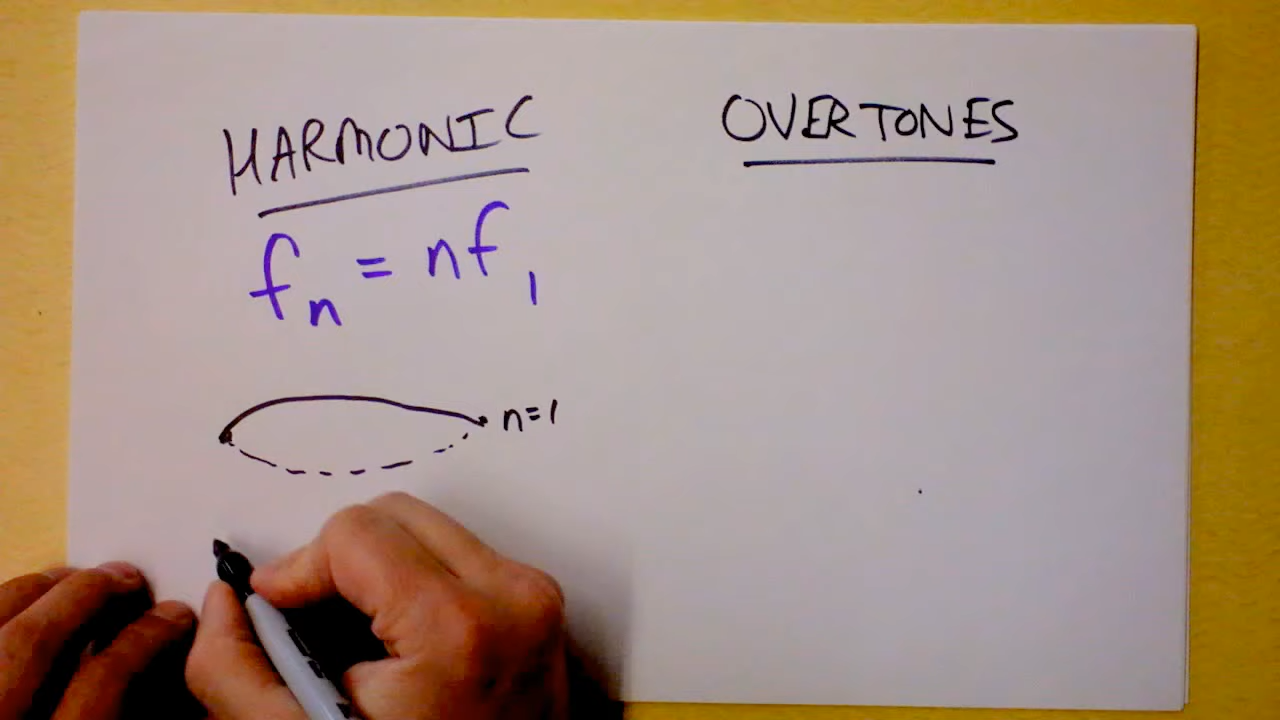 HARMONIC
OVERTONES
fₙ = nf₁
n=1